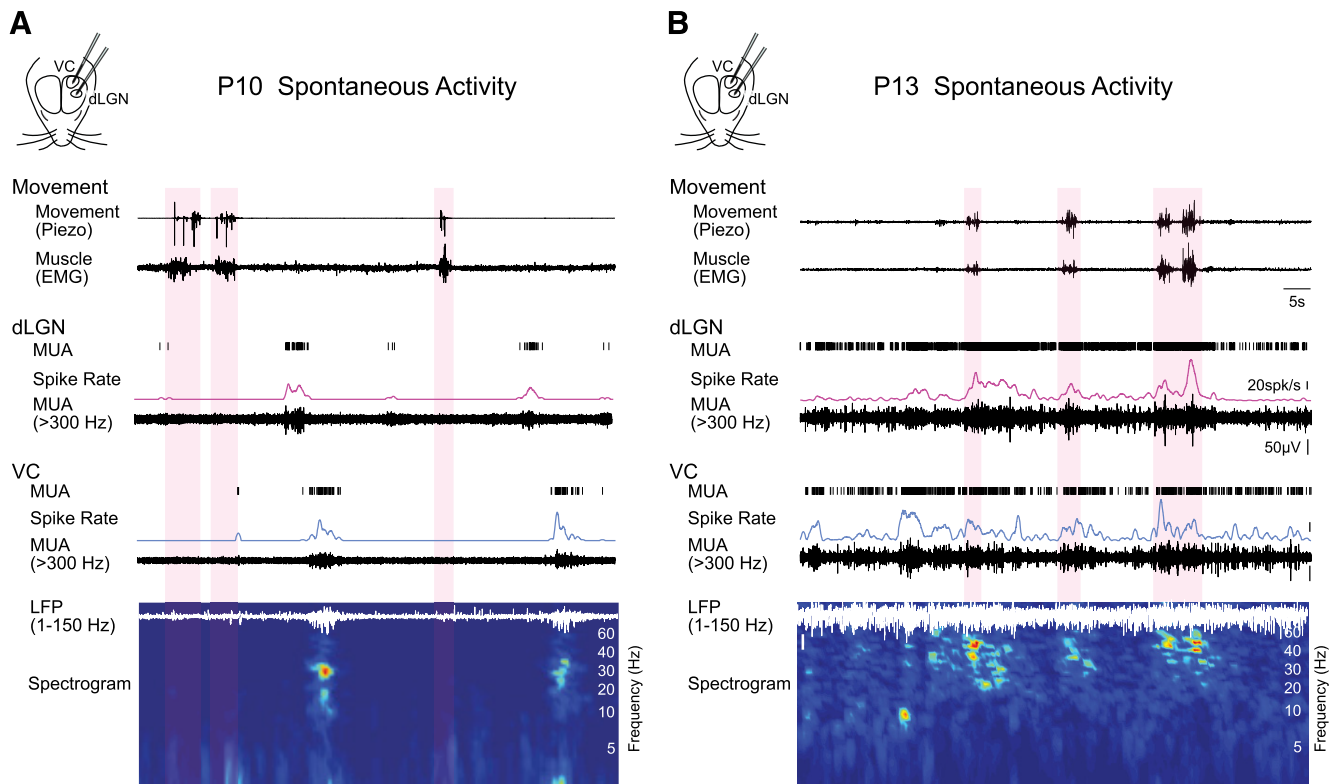 A
VC
dLGN
P10 Spontaneous Activity
Movement
Movement
(Piezo)
Muscle
(EMG)
dLGN
MUA
Spike Rate
MUA
(>300 Hz)
VC
MUA
Spike Rate
MUA
(>300 Hz)
LFP
(1-150 Hz)
Spectrogram
60
40
30
20
10
5
Frequency (Hz)
B
VC
dLGN
P13 Spontaneous Activity
Movement
Movement
(Piezo)
Muscle
(EMG)
5s
dLGN
MUA
Spike Rate
20spk/s
MUA
(>300 Hz)
50µV
VC
MUA
Spike Rate
MUA
(>300 Hz)
LFP
(1-150 Hz)
Spectrogram
60
40
30
20
10
5
Frequency (Hz)